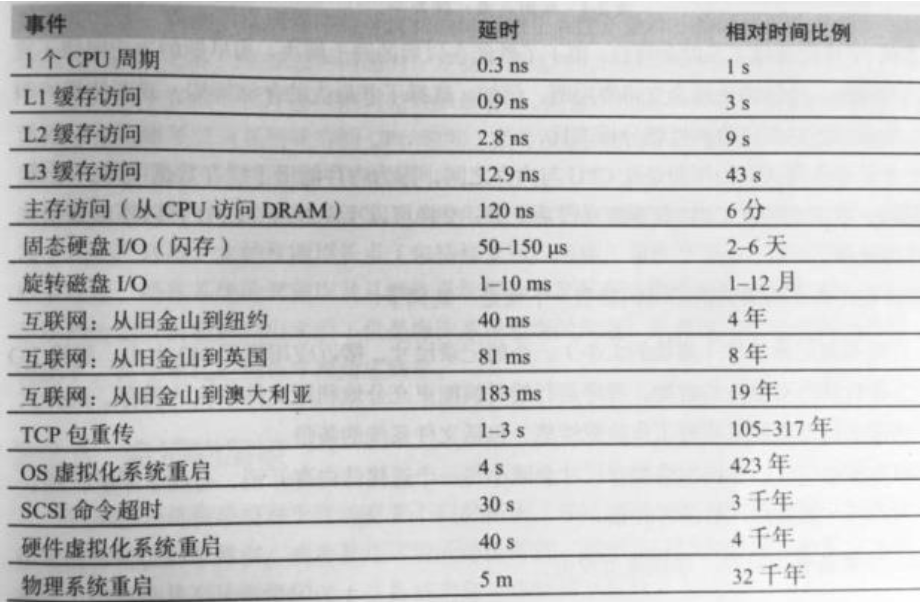 事件 延时 相对时间比例
1 个 CPU 周期 0.3 ns 1 s
L1 缓存访问 0.9 ns 3 s
L2 缓存访问 2.8 ns 9 s
L3 缓存访问 12.9 ns 43 s
主存访问（从 CPU 访问 DRAM） 120 ns 6 分
固态硬盘 I/O（闪存） 50–150 μs 2–6 天
旋转磁盘 I/O 1–10 ms 1–12 月
互联网：从旧金山到纽约 40 ms 4 年
互联网：从旧金山到英国 81 ms 8 年
互联网：从旧金山到澳大利亚 183 ms 19 年
TCP 包重传 1–3 s 105–317 年
OS 虚拟化系统重启 4 s 423 年
SCSI 命令超时 30 s 3 千年
硬件虚拟化系统重启 40 s 4 千年
物理系统重启 5 m 32 千年